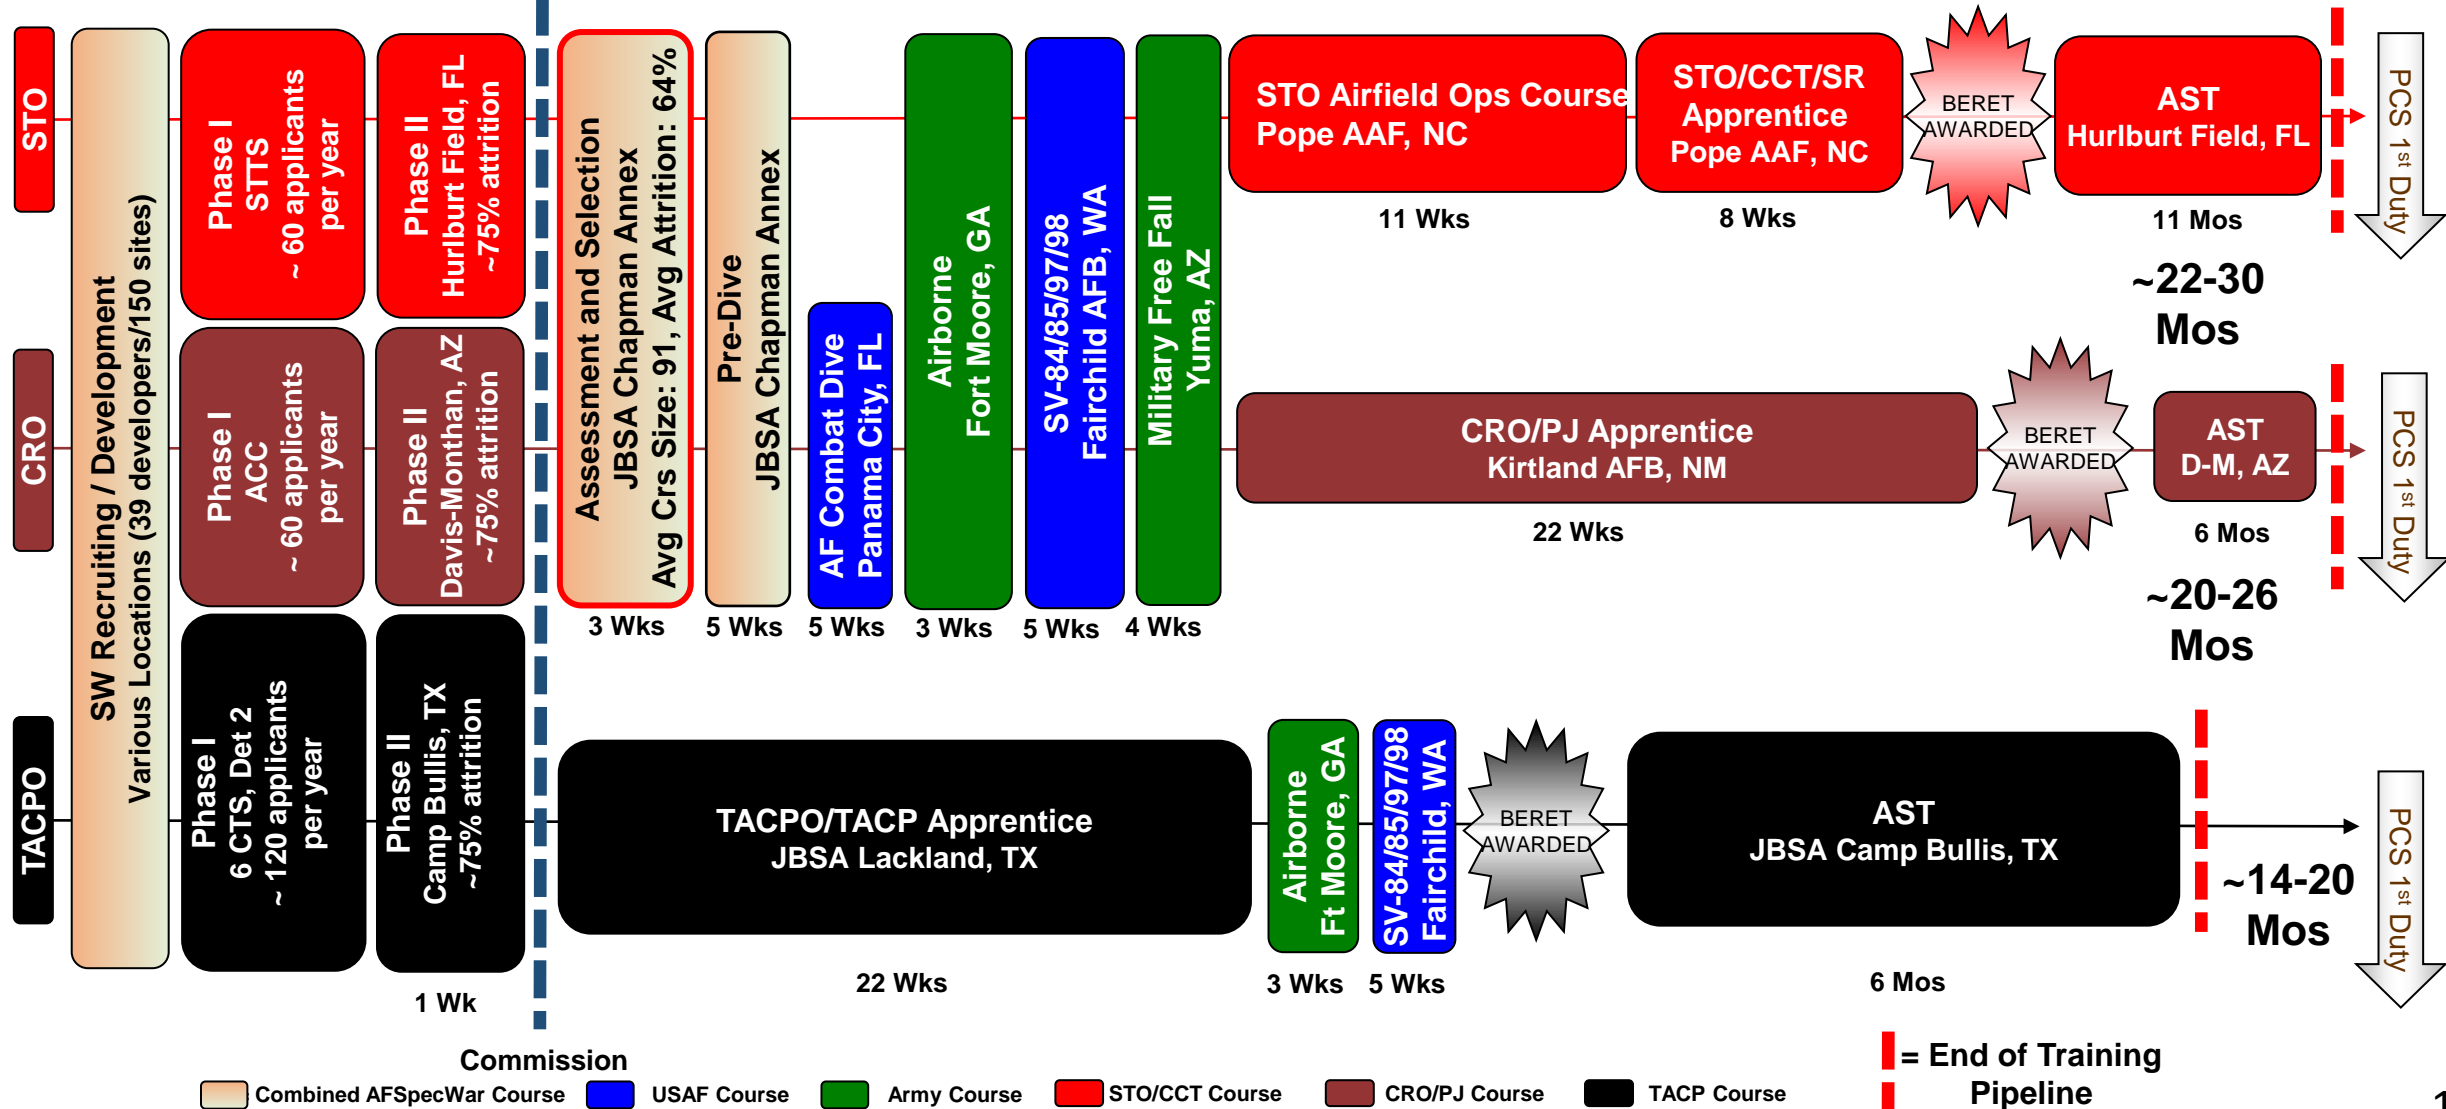 STO
CRO
TACPO
SW Recruiting / Development
Various Locations (39 developers/150 sites)
Phase I
STTS
~ 60 applicants
per year
Phase II
Hurlburt Field, FL
~75% attrition
Phase I
ACC
~ 60 applicants
per year
Phase II
Davis-Monthan, AZ
~75% attrition
Phase I
6 CTS, Det 2
~ 120 applicants
per year
Phase II
Camp Bullis, TX
~75% attrition
1 Wk
Commission
Assessment and Selection
JBSA Chapman Annex
Avg Crs Size: 91, Avg Attrition: 64%
3 Wks
Pre-Dive
JBSA Chapman Annex
5 Wks
AF Combat Dive
Panama City, FL
5 Wks
Airborne
Fort Moore, GA
3 Wks
SV-84/85/97/98
Fairchild AFB, WA
5 Wks
Military Free Fall
Yuma, AZ
4 Wks
STO Airfield Ops Course
Pope AAF, NC
11 Wks
STO/CCT/SR
Apprentice
Pope AAF, NC
8 Wks
BERET
AWARDED
AST
Hurlburt Field, FL
11 Mos
~22-30
Mos
PCS 1st Duty
CRO/PJ Apprentice
Kirtland AFB, NM
22 Wks
BERET
AWARDED
AST
D-M, AZ
6 Mos
~20-26
Mos
PCS 1st Duty
TACPO/TACP Apprentice
JBSA Lackland, TX
22 Wks
Airborne
Ft Moore, GA
3 Wks
SV-84/85/97/98
Fairchild, WA
5 Wks
BERET
AWARDED
AST
JBSA Camp Bullis, TX
6 Mos
~14-20
Mos
PCS 1st Duty
= End of Training
Pipeline
Combined AFSpecWar Course
USAF Course
Army Course
STO/CCT Course
CRO/PJ Course
TACP Course
1